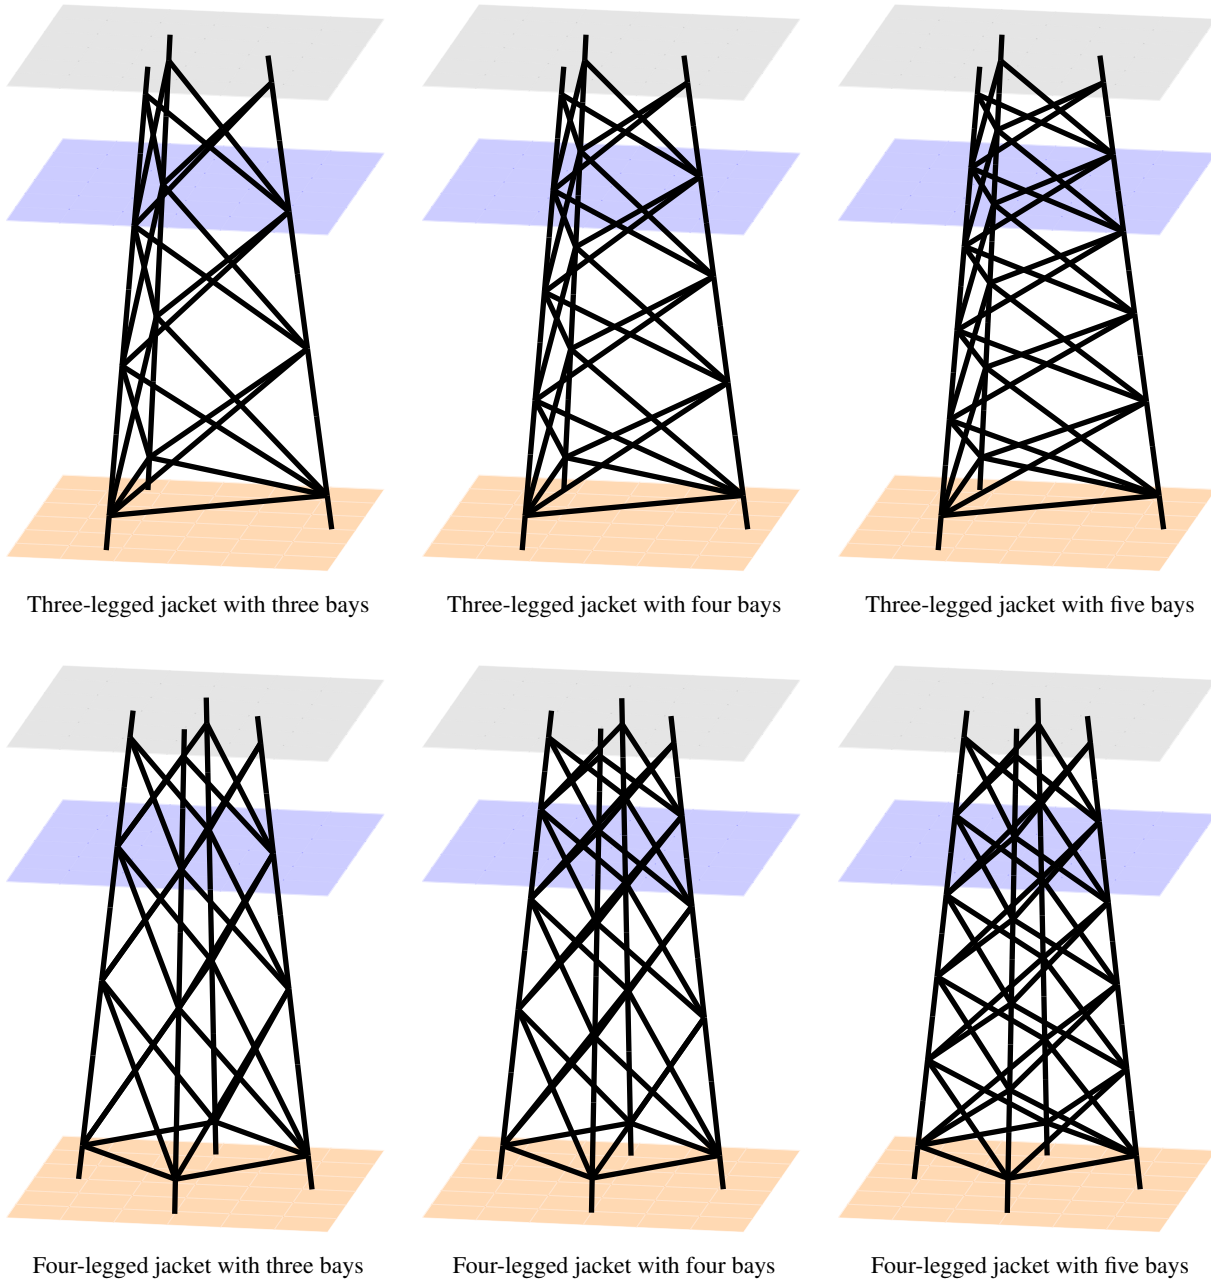 Three-legged jacket with three bays
Three-legged jacket with four bays
Three-legged jacket with five bays
Four-legged jacket with three bays
Four-legged jacket with four bays
Four-legged jacket with five bays